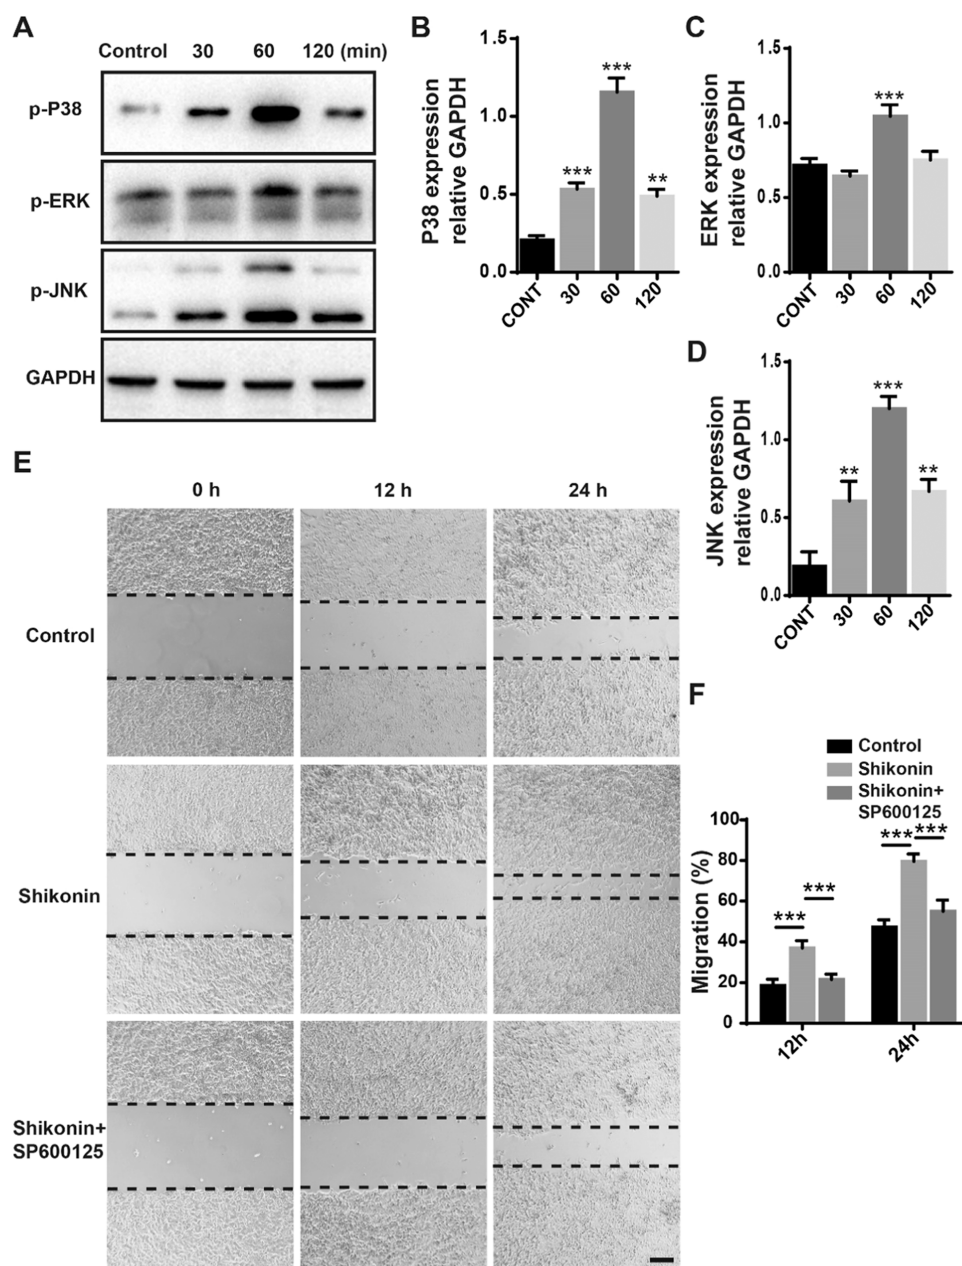 A
Control 30 60 120 (min)
p-P38
p-ERK
p-JNK
GAPDH
B
P38 expression
relative GAPDH
1.5
1.0
0.5
0.0
***
***
**
CONT 30 60 120
C
ERK expression
relative GAPDH
1.5
1.0
0.5
0.0
***
CONT 30 60 120
D
JNK expression
relative GAPDH
1.5
1.0
0.5
0.0
**
***
**
CONT 30 60 120
E
0 h 12 h 24 h
Control
Shikonin
Shikonin+
SP600125
F
Control
Shikonin
Shikonin+
SP600125
Migration (%)
100
80
60
40
20
0
*** ***
*** ***
12h 24h